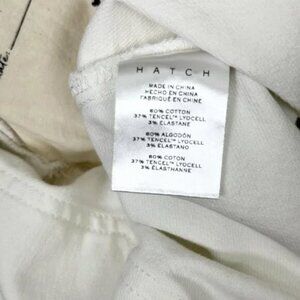 HATCH
MADE IN CHINA
HECHO EN CHINA
FABRIQUÉ EN CHINE
60% COTTON
37% TENCEL™ LYOCELL
3% ELASTANE
60% ALGODÓN
37% TENCEL™ LYOCELL
3% ELASTANO
60% COTON
37% TENCEL™ LYOCELL
3% ÉLASTHANNE